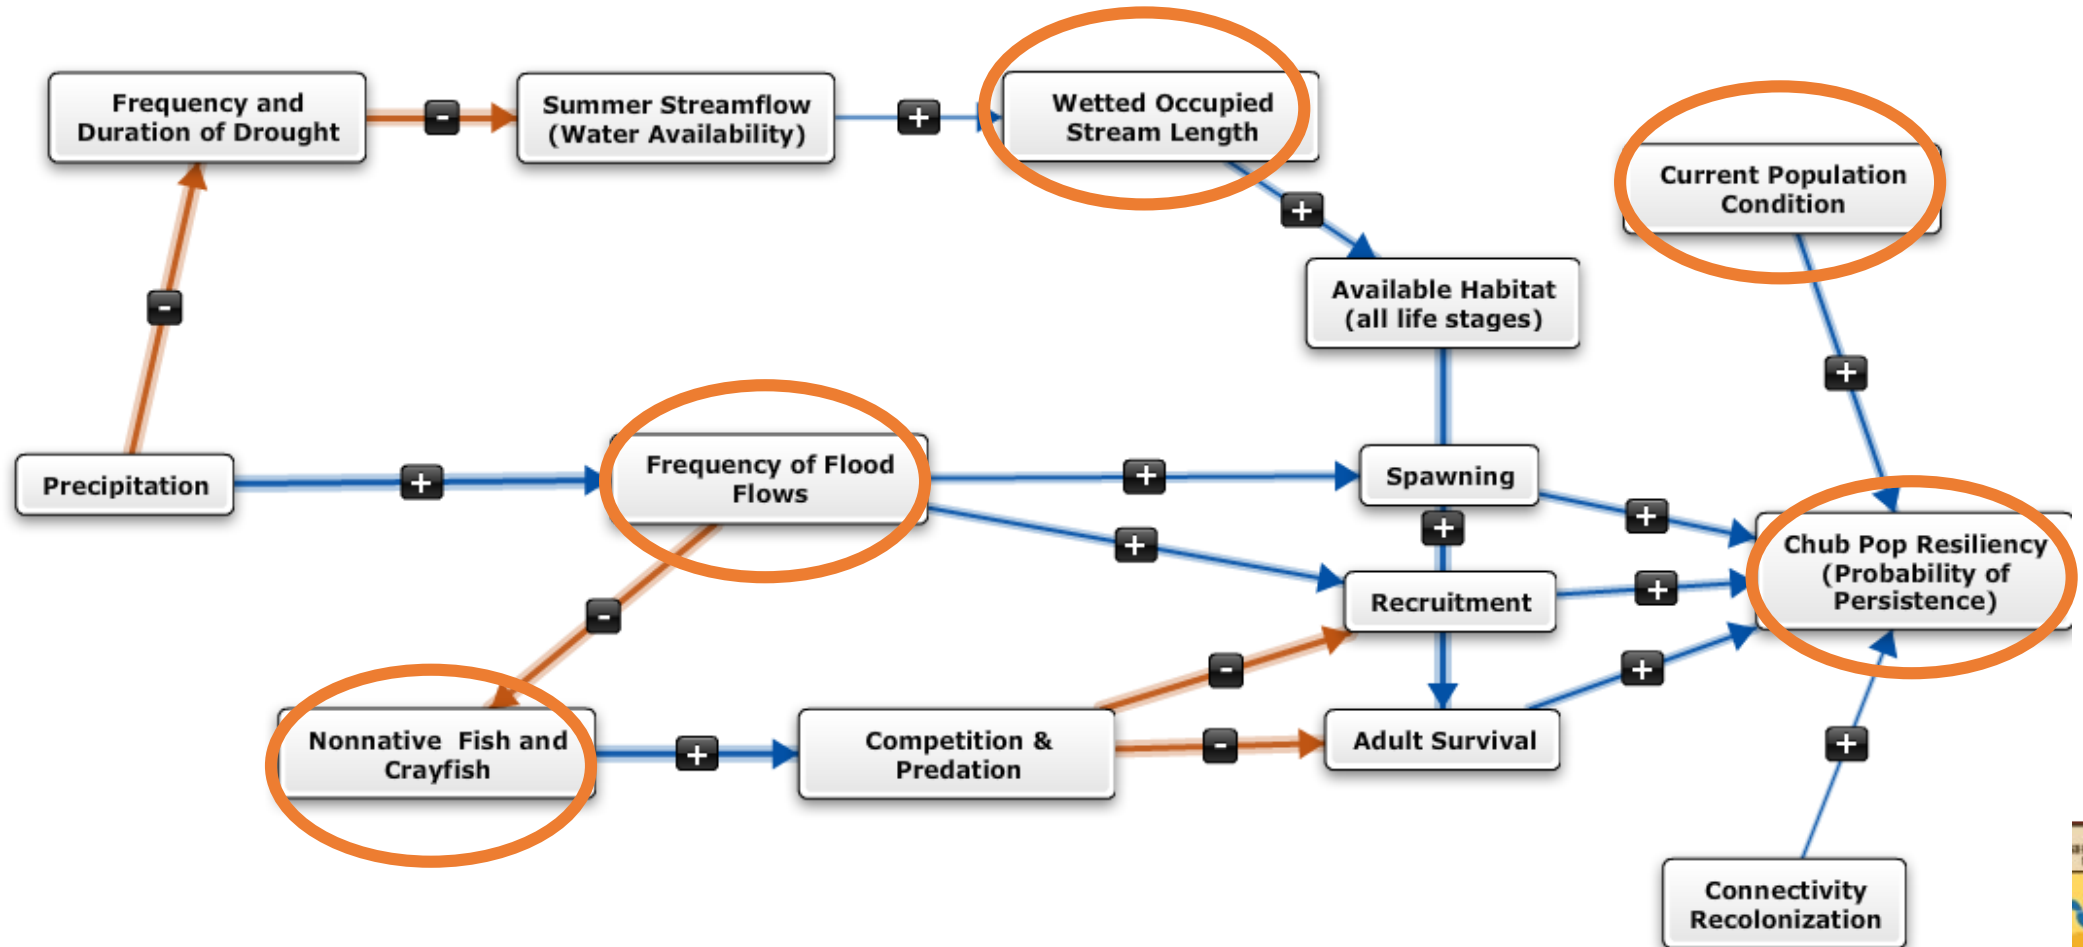 Frequency and
Duration of Drought
-
Summer Streamflow
(Water Availability)
+
Wetted Occupied
Stream Length
+
Current Population
Condition
-
Available Habitat
(all life stages)
+
Precipitation
+
Frequency of Flood
Flows
+
Spawning
+
+
+
Chub Pop Resiliency
(Probability of
Persistence)
+
Recruitment
+
-
-
+
Nonnative Fish and
Crayfish
+
Competition &
Predation
-
Adult Survival
+
Connectivity
Recolonization